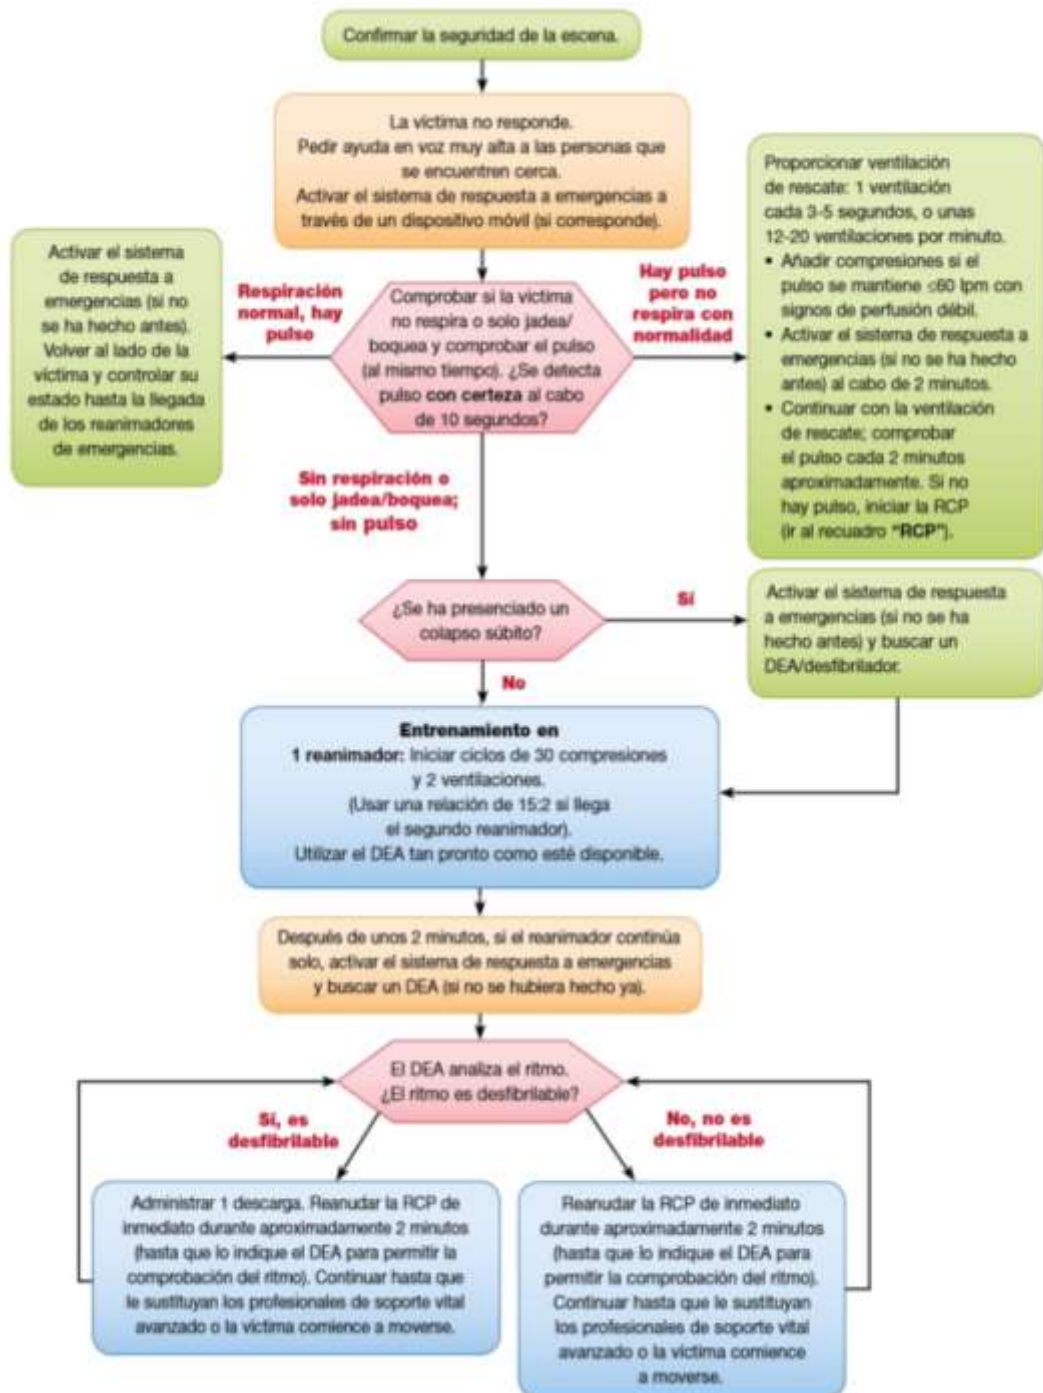 Confirmar la seguridad de la escena.
La víctima no responde.
Pedir ayuda en voz muy alta a las personas que
se encuentren cerca.
Activar el sistema de respuesta a emergencias a
través de un dispositivo móvil (si corresponde).
Respiración
normal, hay
pulso
Activar el sistema
de respuesta a
emergencias (si no
se ha hecho antes).
Volver al lado de la
víctima y controlar su
estado hasta la llegada
de los reanimadores
de emergencias.
Comprobar si la víctima
no respira o solo jadea/
boquea y comprobar el pulso
(al mismo tiempo). ¿Se detecta
pulso con certeza al cabo
de 10 segundos?
Hay pulso
pero no
respira con
normalidad
Proporcionar ventilación
de rescate: 1 ventilación
cada 3-5 segundos, o unas
12-20 ventilaciones por minuto.
• Añadir compresiones si el
pulso se mantiene ≤60 lpm con
signos de perfusión débil.
• Activar el sistema de respuesta a
emergencias (si no se ha hecho
antes) al cabo de 2 minutos.
• Continuar con la ventilación
de rescate; comprobar
el pulso cada 2 minutos
aproximadamente. Si no
hay pulso, iniciar la RCP
(ir al recuadro "RCP").
Sin respiración o
solo jadea/boquea;
sin pulso
¿Se ha presenciado un
colapso súbito?
Sí
Activar el sistema de respuesta
a emergencias (si no se ha
hecho antes) y buscar un
DEA/desfibrilador.
No
Entrenamiento en
1 reanimador: Iniciar ciclos de 30 compresiones
y 2 ventilaciones.
(Usar una relación de 15:2 si llega
el segundo reanimador).
Utilizar el DEA tan pronto como esté disponible.
Después de unos 2 minutos, si el reanimador continúa
solo, activar el sistema de respuesta a emergencias
y buscar un DEA (si no se hubiera hecho ya).
El DEA analiza el ritmo.
¿El ritmo es desfibrilable?
Sí, es
desfibrilable
No, no es
desfibrilable
Administrar 1 descarga. Reanudar la RCP de
inmediato durante aproximadamente 2 minutos
(hasta que lo indique el DEA para permitir la
comprobación del ritmo). Continuar hasta que
le sustituyan los profesionales de soporte vital
avanzado o la víctima comience a moverse.
Reanudar la RCP de inmediato
durante aproximadamente 2 minutos
(hasta que lo indique el DEA para
permitir la comprobación del ritmo).
Continuar hasta que le sustituyan
los profesionales de soporte vital
avanzado o la víctima comience
a moverse.